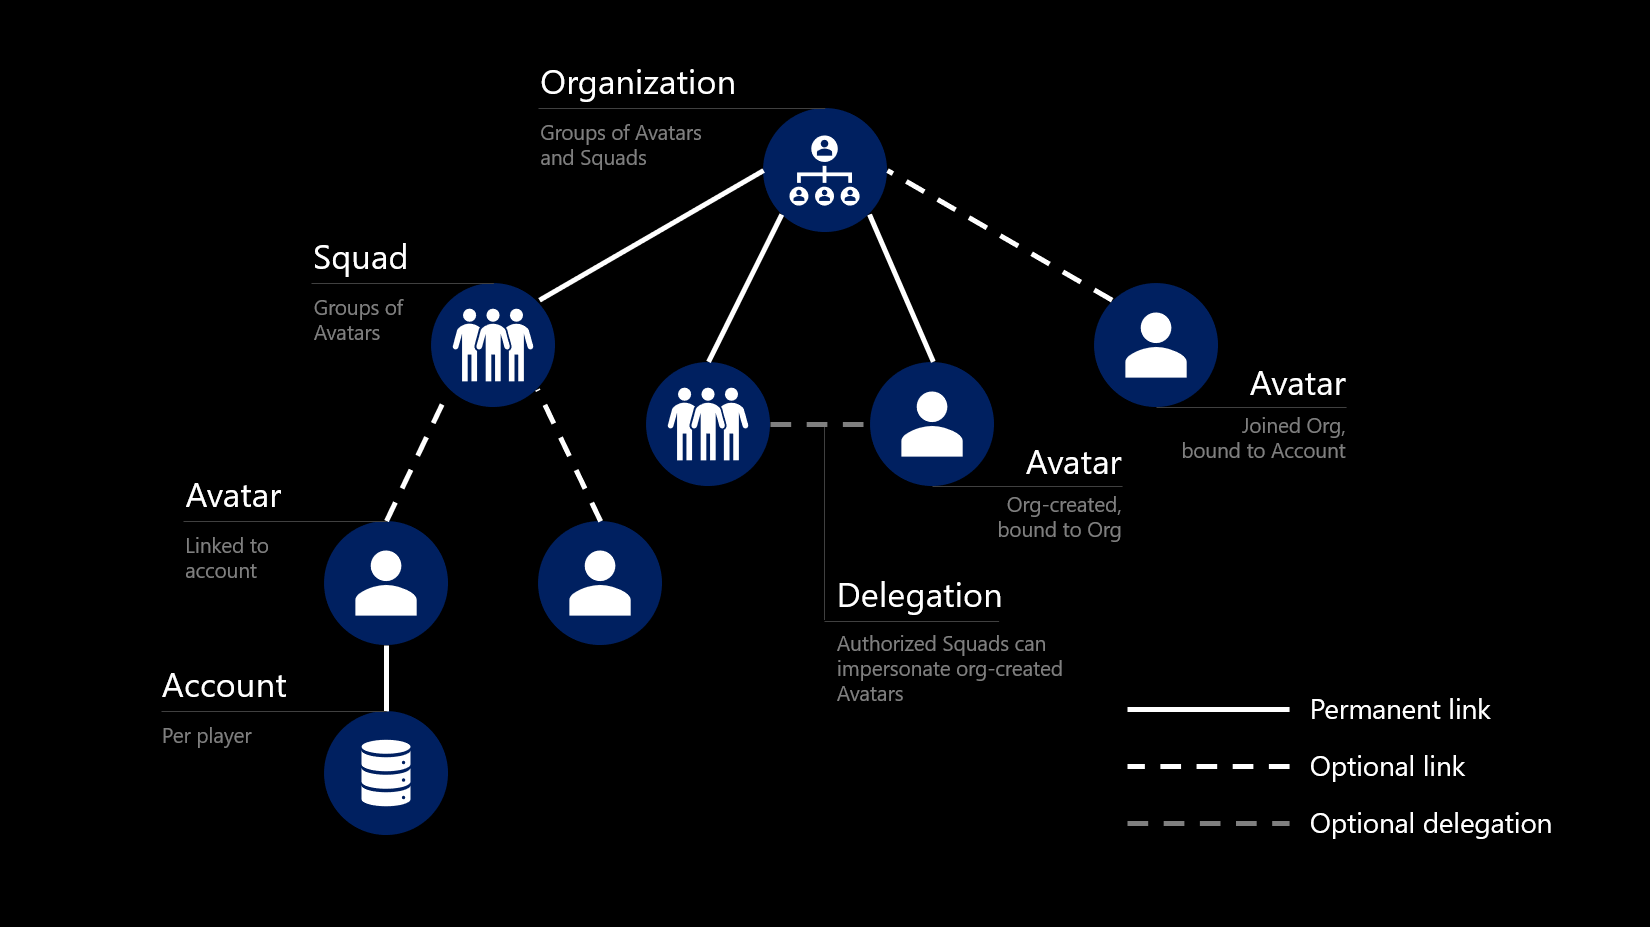 Organization
Groups of Avatars
and Squads
Squad
Groups of
Avatars
Avatar
Joined Org,
bound to Account
Avatar
Org-created,
bound to Org
Avatar
Linked to
account
Delegation
Authorized Squads can
impersonate org-created
Avatars
Account
Per player
Permanent link
Optional link
Optional delegation